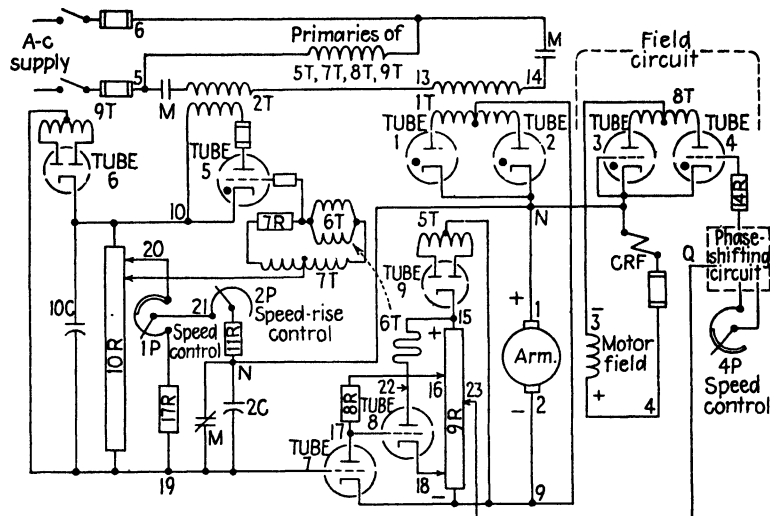 A-c
supply
6
5
Primaries of
5T, 7T, 8T, 9T
M
M
2T
13
14
1T
Field
circuit
8T
9T
TUBE
6
TUBE
5
TUBE
1
TUBE
2
TUBE
3
TUBE
4
10
7R
6T
7T
N
5T
TUBE
9
6T
14R
Phase-
shifting
circuit
Q
CRF
20
10C
10R
1P
21
2P
Speed-rise
control
Speed
control
11R
17R
N
M
2C
19
15
+
16
22
23
8R
TUBE
8
9R
17
TUBE
7
18
−
+
1
Arm.
−
2
9
−
3
Motor
field
+
4
4P
Speed
control